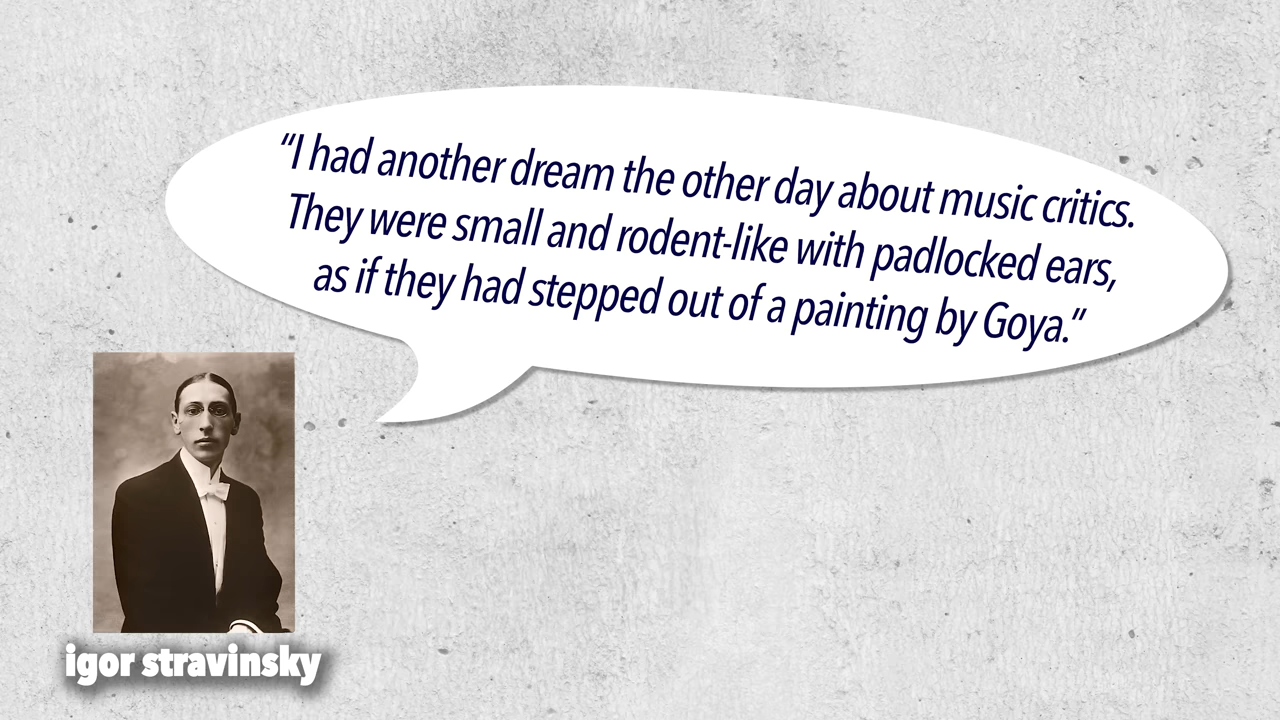 “I had another dream the other day about music critics.
They were small and rodent-like with padlocked ears,
as if they had stepped out of a painting by Goya.”
igor stravinsky